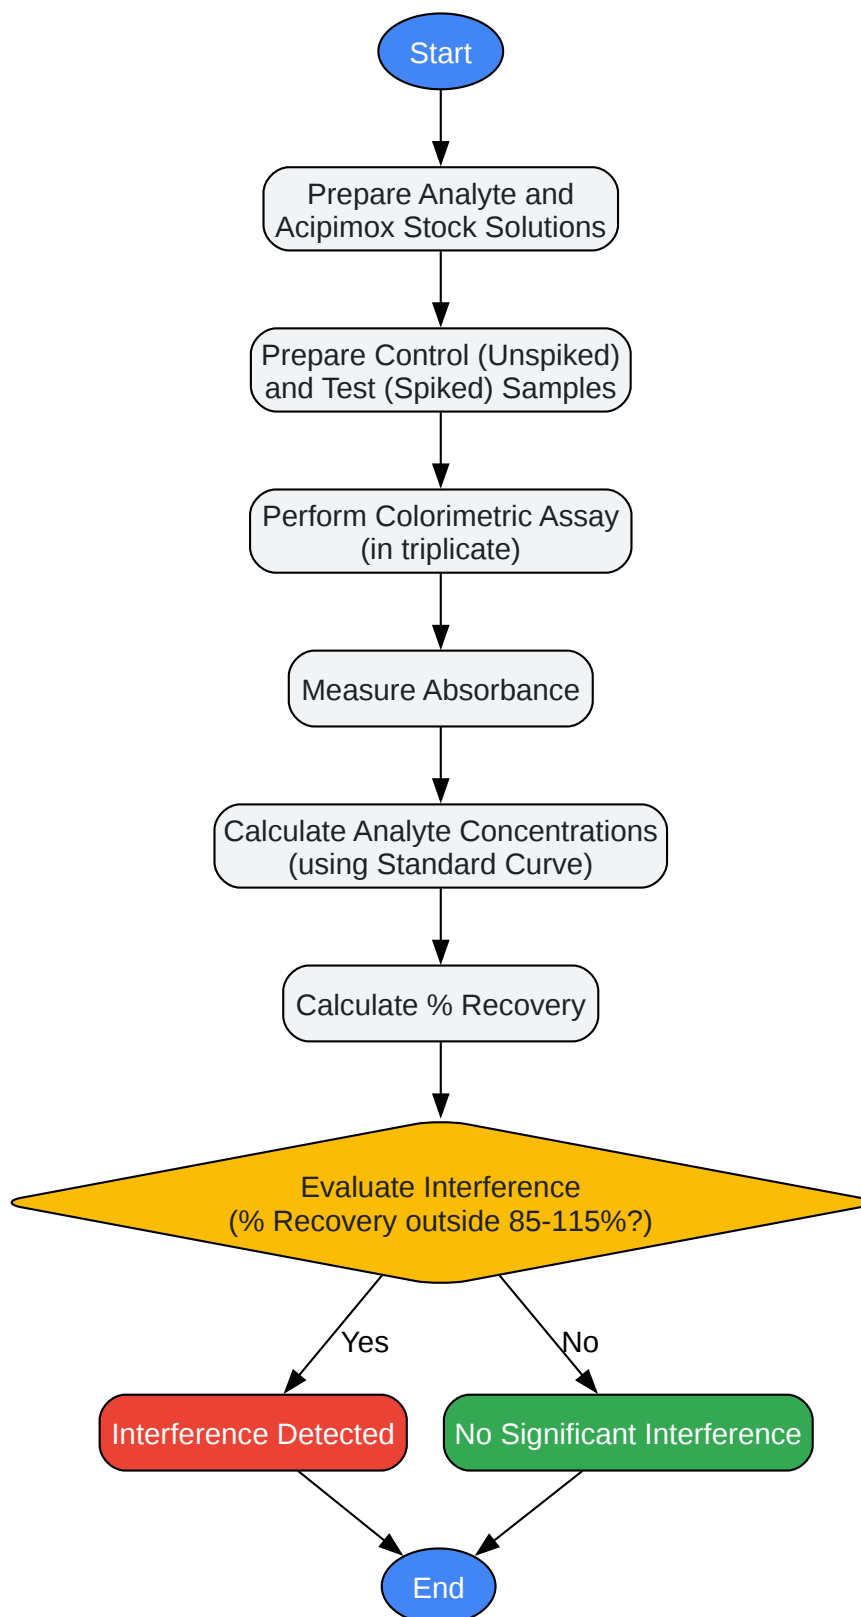 Start
Prepare Analyte and
Acipimox Stock Solutions
Prepare Control (Unspiked)
and Test (Spiked) Samples
Perform Colorimetric Assay
(in triplicate)
Measure Absorbance
Calculate Analyte Concentrations
(using Standard Curve)
Calculate % Recovery
Evaluate Interference
(% Recovery outside 85-115%?)
Yes
No
Interference Detected
No Significant Interference
End